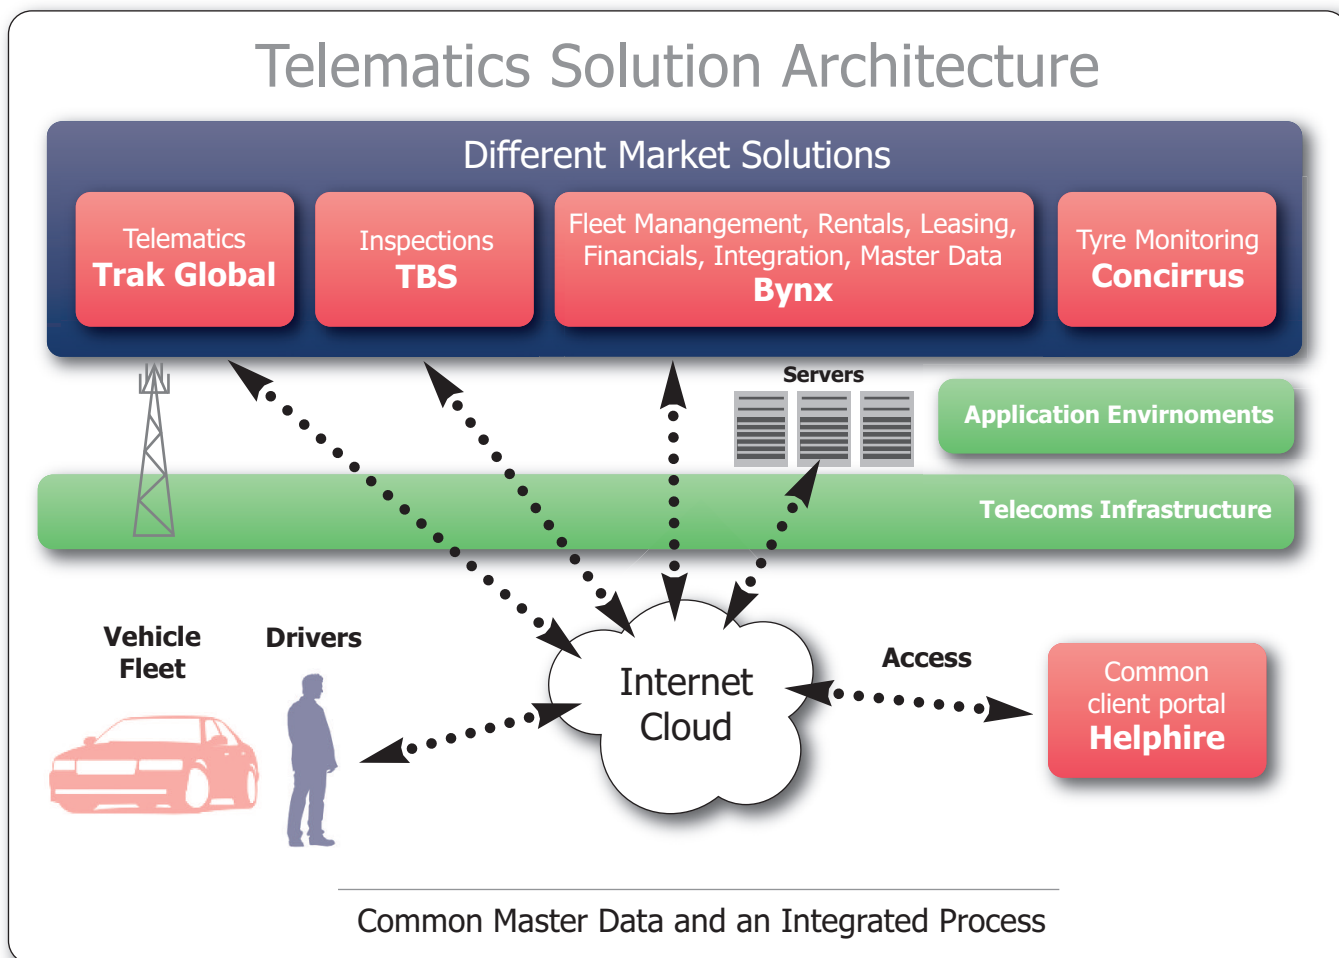 Telematics Solution Architecture
Different Market Solutions
Telematics
Trak Global
Inspections
TBS
Fleet Manangement, Rentals, Leasing,
Financials, Integration, Master Data
Bynx
Tyre Monitoring
Concirrus
Servers
Application Envirnoments
Telecoms Infrastructure
Vehicle
Fleet
Drivers
Internet
Cloud
Access
Common
client portal
Helphire
Common Master Data and an Integrated Process